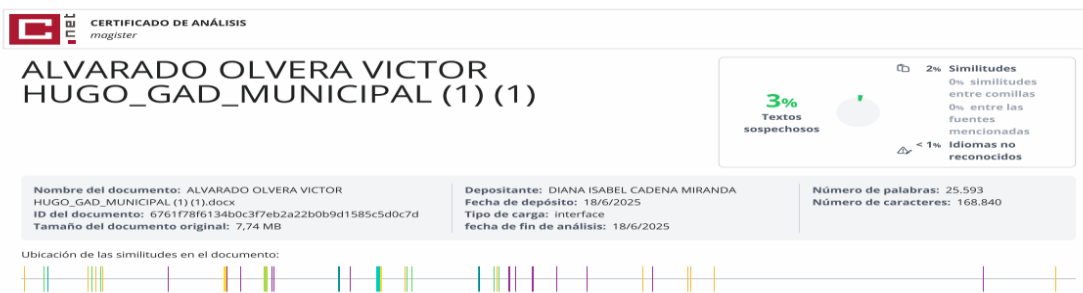 C
net
CERTIFICADO DE ANÁLISIS
magister
ALVARADO OLVERA VICTOR
HUGO_GAD_MUNICIPAL (1) (1)
3%
Textos
sospechosos
2% Similitudes
0% similitudes
entre comillas
0% entre las
fuentes
mencionadas
< 1% Idiomas no
reconocidos
Nombre del documento: ALVARADO OLVERA VICTOR
HUGO_GAD_MUNICIPAL (1) (1).docx
ID del documento: 6761f78f6134b0c3f7eb2a22b0b9d1585c5d0c7d
Tamaño del documento original: 7,74 MB
Depositante: DIANA ISABEL CADENA MIRANDA
Fecha de depósito: 18/6/2025
Tipo de carga: interface
fecha de fin de análisis: 18/6/2025
Número de palabras: 25.593
Número de caracteres: 168.840
Ubicación de las similitudes en el documento: